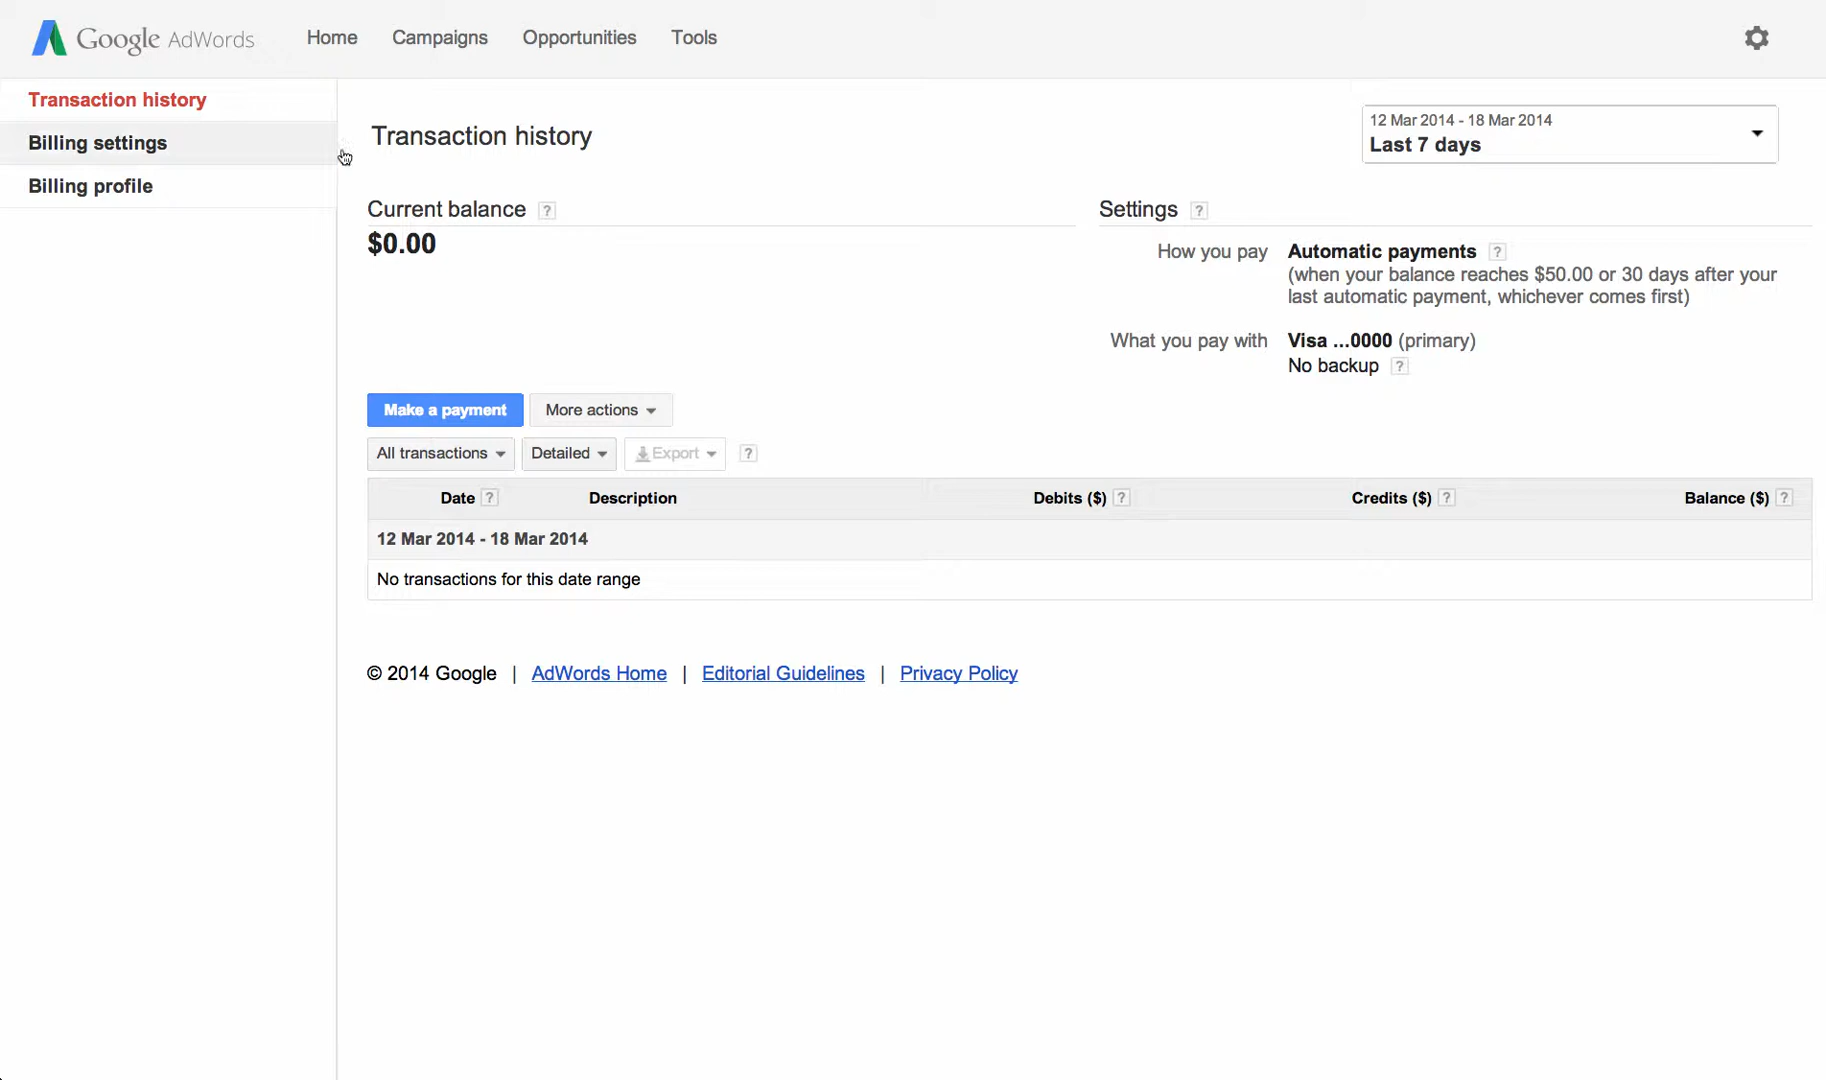 Google AdWords
Home
Campaigns
Opportunities
Tools
Transaction history
Billing settings
Billing profile
Transaction history
12 Mar 2014 - 18 Mar 2014
Last 7 days
Current balance ?
$0.00
Settings ?
How you pay
Automatic payments ?
(when your balance reaches $50.00 or 30 days after your
last automatic payment, whichever comes first)
What you pay with
Visa ...0000 (primary)
No backup ?
Make a payment
More actions
All transactions
Detailed
Export
?
Date ?
Description
Debits ($) ?
Credits ($) ?
Balance ($) ?
12 Mar 2014 - 18 Mar 2014
No transactions for this date range
© 2014 Google | AdWords Home | Editorial Guidelines | Privacy Policy